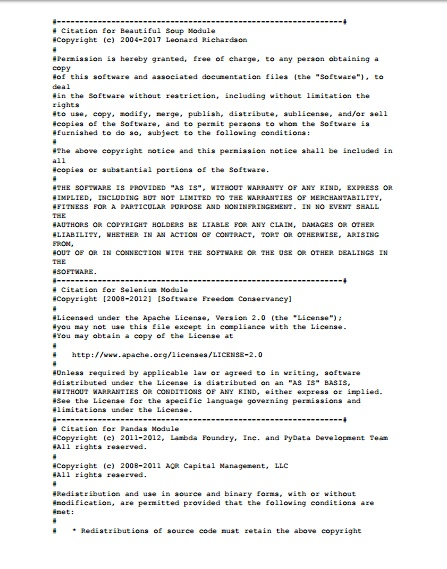 #----------------------------------------------------------#
# Citation for Beautiful Soup Module
#Copyright (c) 2004-2017 Leonard Richardson
#
#Permission is hereby granted, free of charge, to any person obtaining a
copy
#of this software and associated documentation files (the "Software"), to
deal
#in the Software without restriction, including without limitation the
rights
#to use, copy, modify, merge, publish, distribute, sublicense, and/or sell
#copies of the Software, and to permit persons to whom the Software is
#furnished to do so, subject to the following conditions:
#
#The above copyright notice and this permission notice shall be included in
all
#copies or substantial portions of the Software.
#
#THE SOFTWARE IS PROVIDED "AS IS", WITHOUT WARRANTY OF ANY KIND, EXPRESS OR
#IMPLIED, INCLUDING BUT NOT LIMITED TO THE WARRANTIES OF MERCHANTABILITY,
#FITNESS FOR A PARTICULAR PURPOSE AND NONINFRINGEMENT. IN NO EVENT SHALL
THE
#AUTHORS OR COPYRIGHT HOLDERS BE LIABLE FOR ANY CLAIM, DAMAGES OR OTHER
#LIABILITY, WHETHER IN AN ACTION OF CONTRACT, TORT OR OTHERWISE, ARISING
FROM,
#OUT OF OR IN CONNECTION WITH THE SOFTWARE OR THE USE OR OTHER DEALINGS IN
THE
#SOFTWARE.
#----------------------------------------------------------#
# Citation for Selenium Module
#Copyright [2008-2012] [Software Freedom Conservancy]
#
#Licensed under the Apache License, Version 2.0 (the "License");
#you may not use this file except in compliance with the License.
#You may obtain a copy of the License at
#
#   http://www.apache.org/licenses/LICENSE-2.0
#
#Unless required by applicable law or agreed to in writing, software
#distributed under the License is distributed on an "AS IS" BASIS,
#WITHOUT WARRANTIES OR CONDITIONS OF ANY KIND, either express or implied.
#See the License for the specific language governing permissions and
#limitations under the License.
#----------------------------------------------------------#
# Citation for Pandas Module
#Copyright (c) 2011-2012, Lambda Foundry, Inc. and PyData Development Team
#All rights reserved.
#
#Copyright (c) 2008-2011 AQR Capital Management, LLC
#All rights reserved.
#
#Redistribution and use in source and binary forms, with or without
#modification, are permitted provided that the following conditions are
#met:
#
#   * Redistributions of source code must retain the above copyright